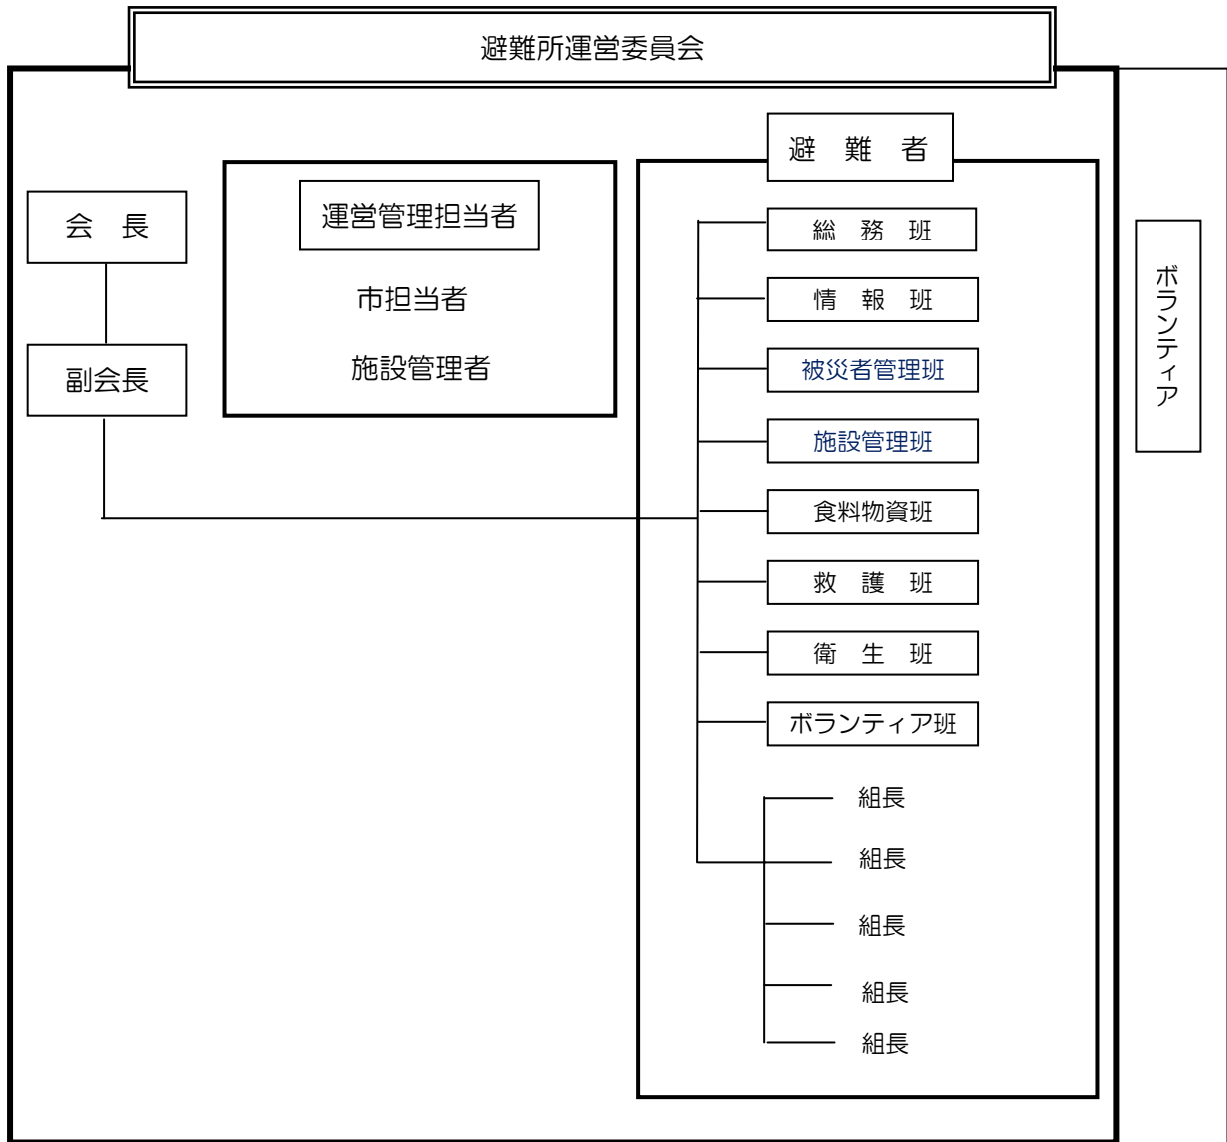 避難所運営委員会
会　長
副会長
運営管理担当者
市担当者
施設管理者
避　難　者
総　務　班
情　報　班
被災者管理班
施設管理班
食料物資班
救　護　班
衛　生　班
ボランティア班
組長
組長
組長
組長
組長
ボランティア